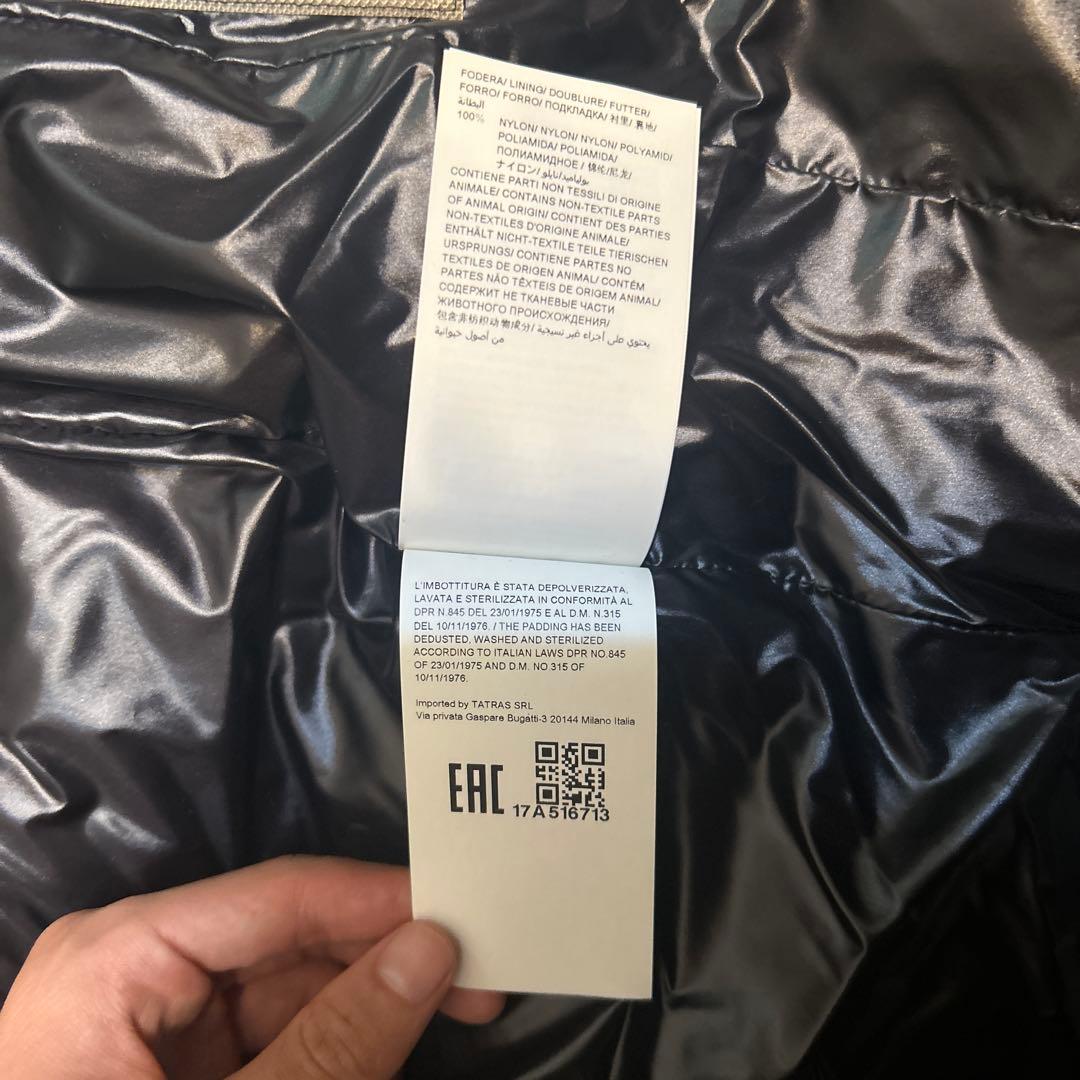 FODERA/ LINING/ DOUBLURE/ FUTTER/
FORRO/ FORRO/ ПОДКЛАДКА/ 衬里/ 裏地/
البطانة
100%
NYLON/ NYLON/ NYLON/ POLYAMID/
POLIAMIDA/ POLIAMIDA/
ПОЛИАМИДНОЕ / 锦纶/尼龙/
ナイロン/
CONTIENE PARTI NON TESSILI DI ORIGINE
ANIMALE/ CONTAINS NON-TEXTILE PARTS
OF ANIMAL ORIGIN/ CONTIENT DES PARTIES
NON-TEXTILES D'ORIGINE ANIMALE/
ENTHÄLT NICHT-TEXTILE TEILE TIERISCHEN
URSPRUNGS/ CONTIENE PARTES NO
TEXTILES DE ORIGEN ANIMAL/ CONTÉM
PARTES NÃO TÊXTEIS DE ORIGEM ANIMAL/
СОДЕРЖИТ НЕ ТКАНЕВЫЕ ЧАСТИ
ЖИВОТНОГО ПРОИСХОЖДЕНИЯ/
包含非纺织动物成分/ يحتوي على أجزاء غير نسيجية/
من أصول حيوانية
L'IMBOTTITURA È STATA DEPOLVERIZZATA,
LAVATA E STERILIZZATA IN CONFORMITÀ AL
DPR N.845 DEL 23/01/1975 E AL D.M. N.315
DEL 10/11/1976. / THE PADDING HAS BEEN
DEDUSTED, WASHED AND STERILIZED
ACCORDING TO ITALIAN LAWS DPR NO.845
OF 23/01/1975 AND D.M. NO.315 OF
10/11/1976.
Imported by TATRAS SRL
Via privata Gaspare Bugatti-3 20144 Milano Italia
EAC
17A516713